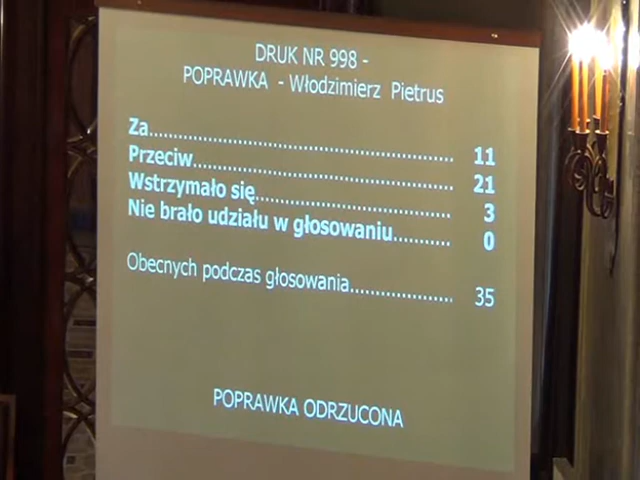 DRUK NR 998 -
POPRAWKA - Włodzimierz Pietrus
Za........................................................ 11
Przeciw................................................ 21
Wstrzymało się.................................... 3
Nie brało udziału w głosowaniu.......... 0
Obecnych podczas głosowania.................. 35
POPRAWKA ODRZUCONA